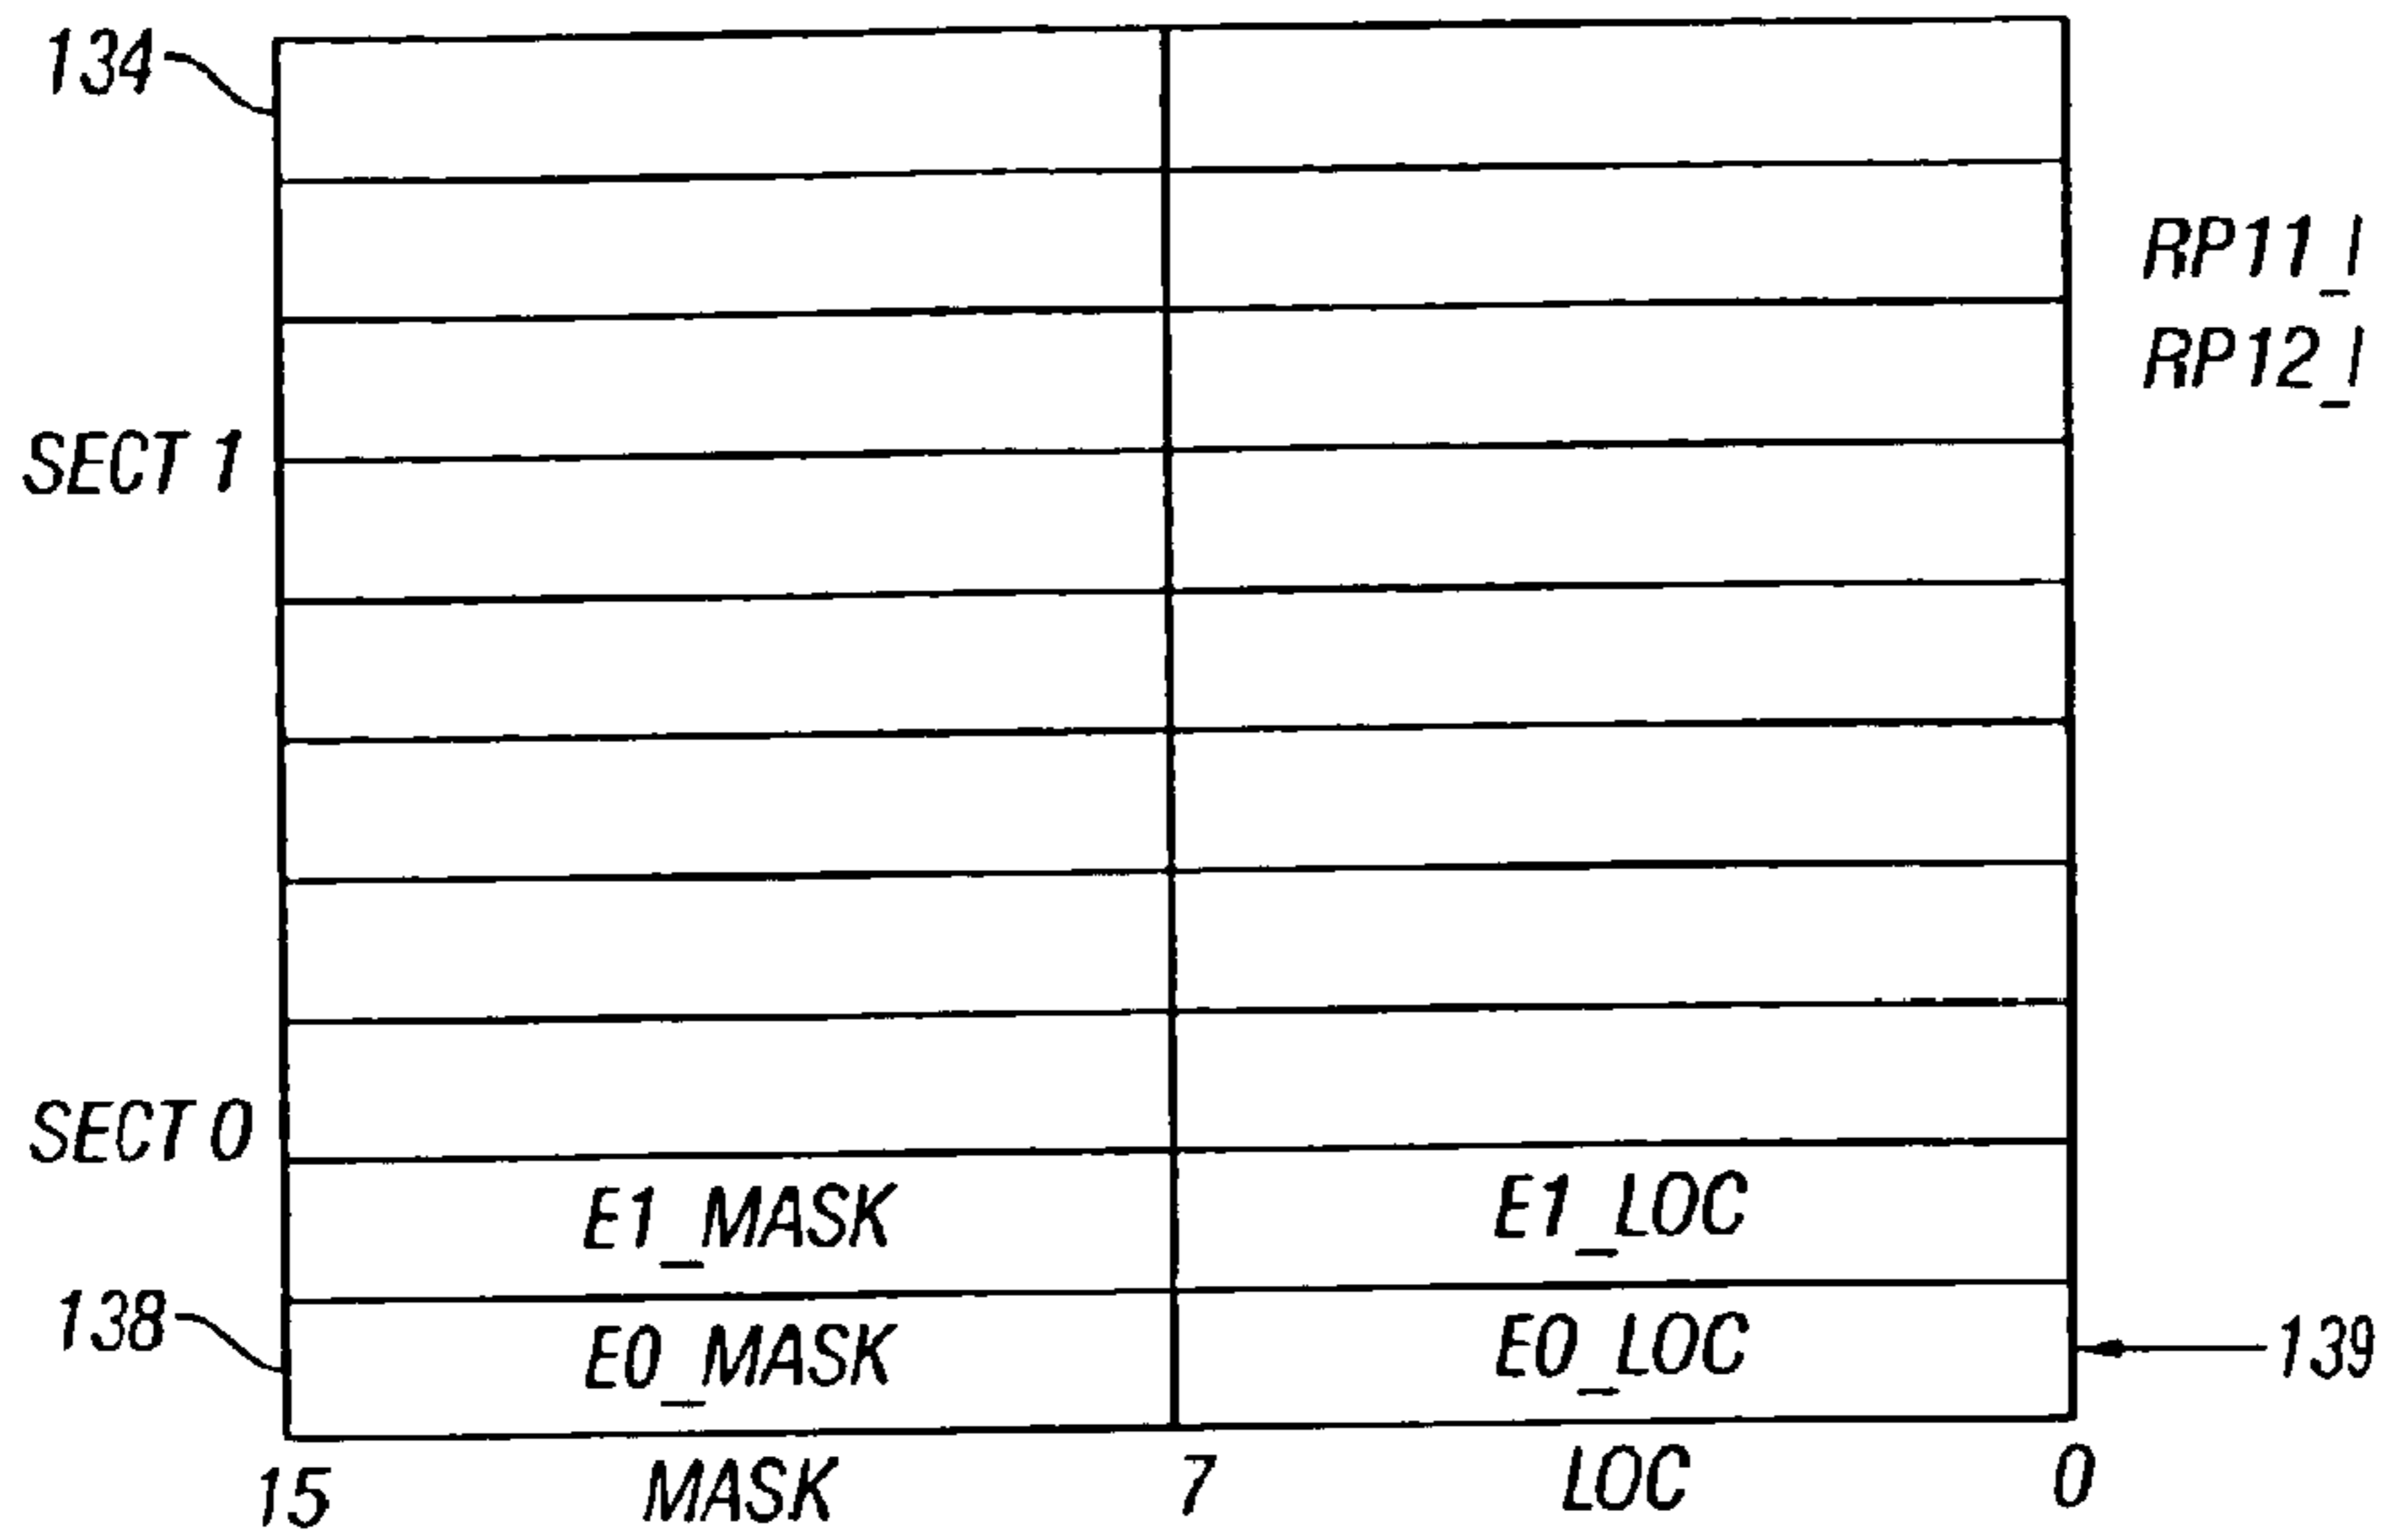 134
RP11_I
RP12_I
SECT 1
SECT 0
E1_MASK E1_LOC
138 E0_MASK E0_LOC 139
15 MASK 7 LOC 0